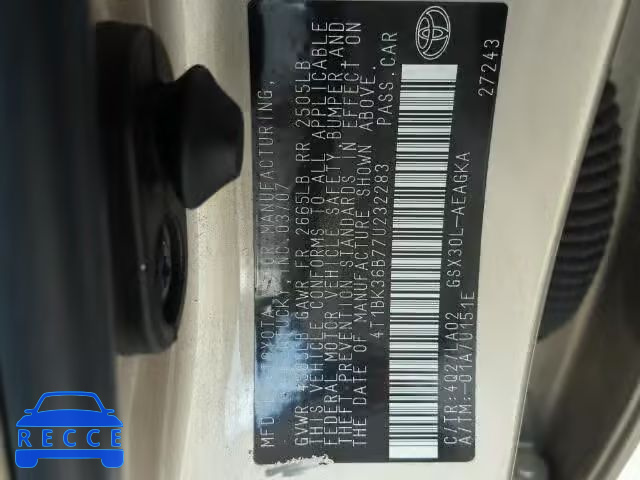 MFD BY: TOYOTA MOTOR MANUFACTURING,
KENTUCKY, INC. 03/07
GVWR LB GAWR FR 2665LB RR 2505LB
THIS VEHICLE CONFORMS TO ALL APPLICABLE
FEDERAL MOTOR VEHICLE SAFETY, BUMPER, AND
THEFT PREVENTION STANDARDS IN EFFECT ON
THE DATE OF MANUFACTURE SHOWN ABOVE.
4T1BK36B77U232283 PASS. CAR
C/TR: 4Q2/LA02 GSX30L-AEAGKA
A/TM:-01A/U151E
27243
RECCE